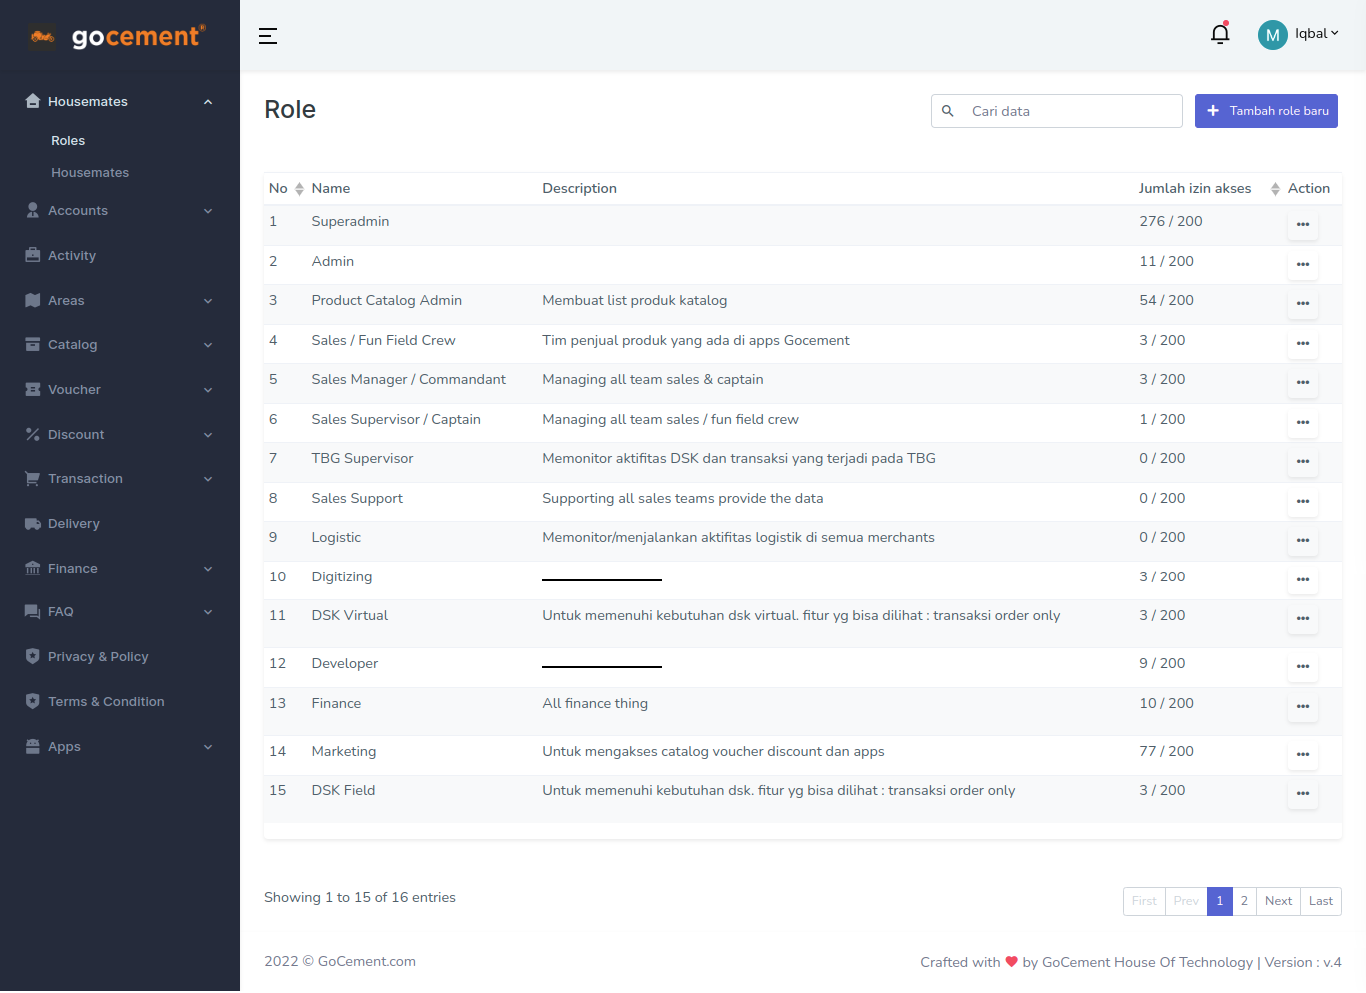 gocement®
M Iqbal
Housemates
Roles
Housemates
Accounts
Activity
Areas
Catalog
Voucher
Discount
Transaction
Delivery
Finance
FAQ
Privacy & Policy
Terms & Condition
Apps
Role
Cari data
+ Tambah role baru
No Name Description Jumlah izin akses Action
1 Superadmin 276 / 200
2 Admin 11 / 200
3 Product Catalog Admin Membuat list produk katalog 54 / 200
4 Sales / Fun Field Crew Tim penjual produk yang ada di apps Gocement 3 / 200
5 Sales Manager / Commandant Managing all team sales & captain 3 / 200
6 Sales Supervisor / Captain Managing all team sales / fun field crew 1 / 200
7 TBG Supervisor Memonitor aktifitas DSK dan transaksi yang terjadi pada TBG 0 / 200
8 Sales Support Supporting all sales teams provide the data 0 / 200
9 Logistic Memonitor/menjalankan aktifitas logistik di semua merchants 0 / 200
10 Digitizing 3 / 200
11 DSK Virtual Untuk memenuhi kebutuhan dsk virtual. fitur yg bisa dilihat : transaksi order only 3 / 200
12 Developer 9 / 200
13 Finance All finance thing 10 / 200
14 Marketing Untuk mengakses catalog voucher discount dan apps 77 / 200
15 DSK Field Untuk memenuhi kebutuhan dsk. fitur yg bisa dilihat : transaksi order only 3 / 200
Showing 1 to 15 of 16 entries
First Prev 1 2 Next Last
2022 © GoCement.com
Crafted with ❤ by GoCement House Of Technology | Version : v.4